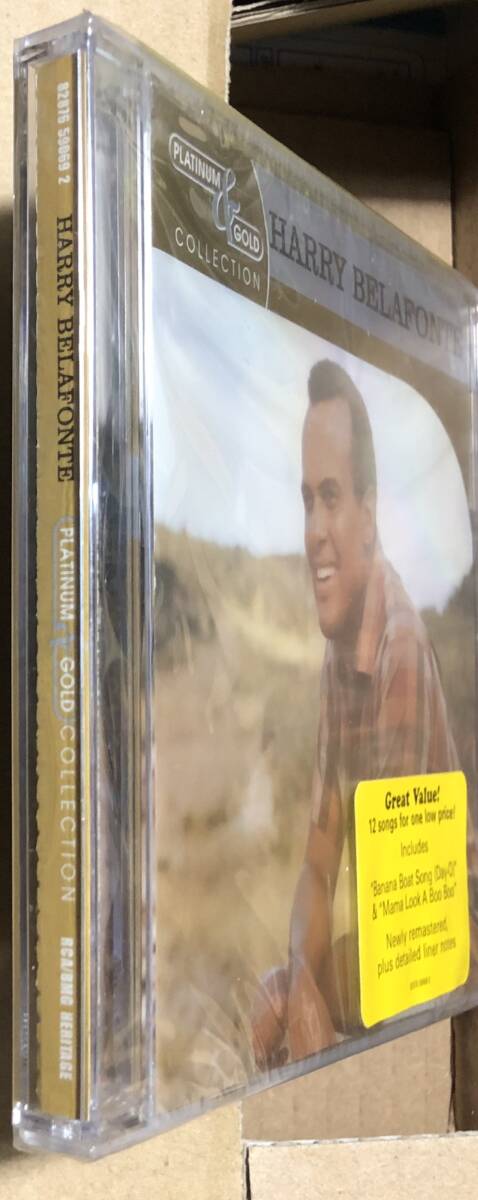 82876 59869 2
HARRY BELAFONTE
PLATINUM & GOLD COLLECTION
RCA/BMG HERITAGE
PLATINUM
&
GOLD
COLLECTION
HARRY BELAFONTE
Great Value!
12 songs for one low price!
Includes
"Banana Boat Song (Day-O)"
& "Mama Look A Boo Boo"
Newly remastered,
plus detailed liner notes